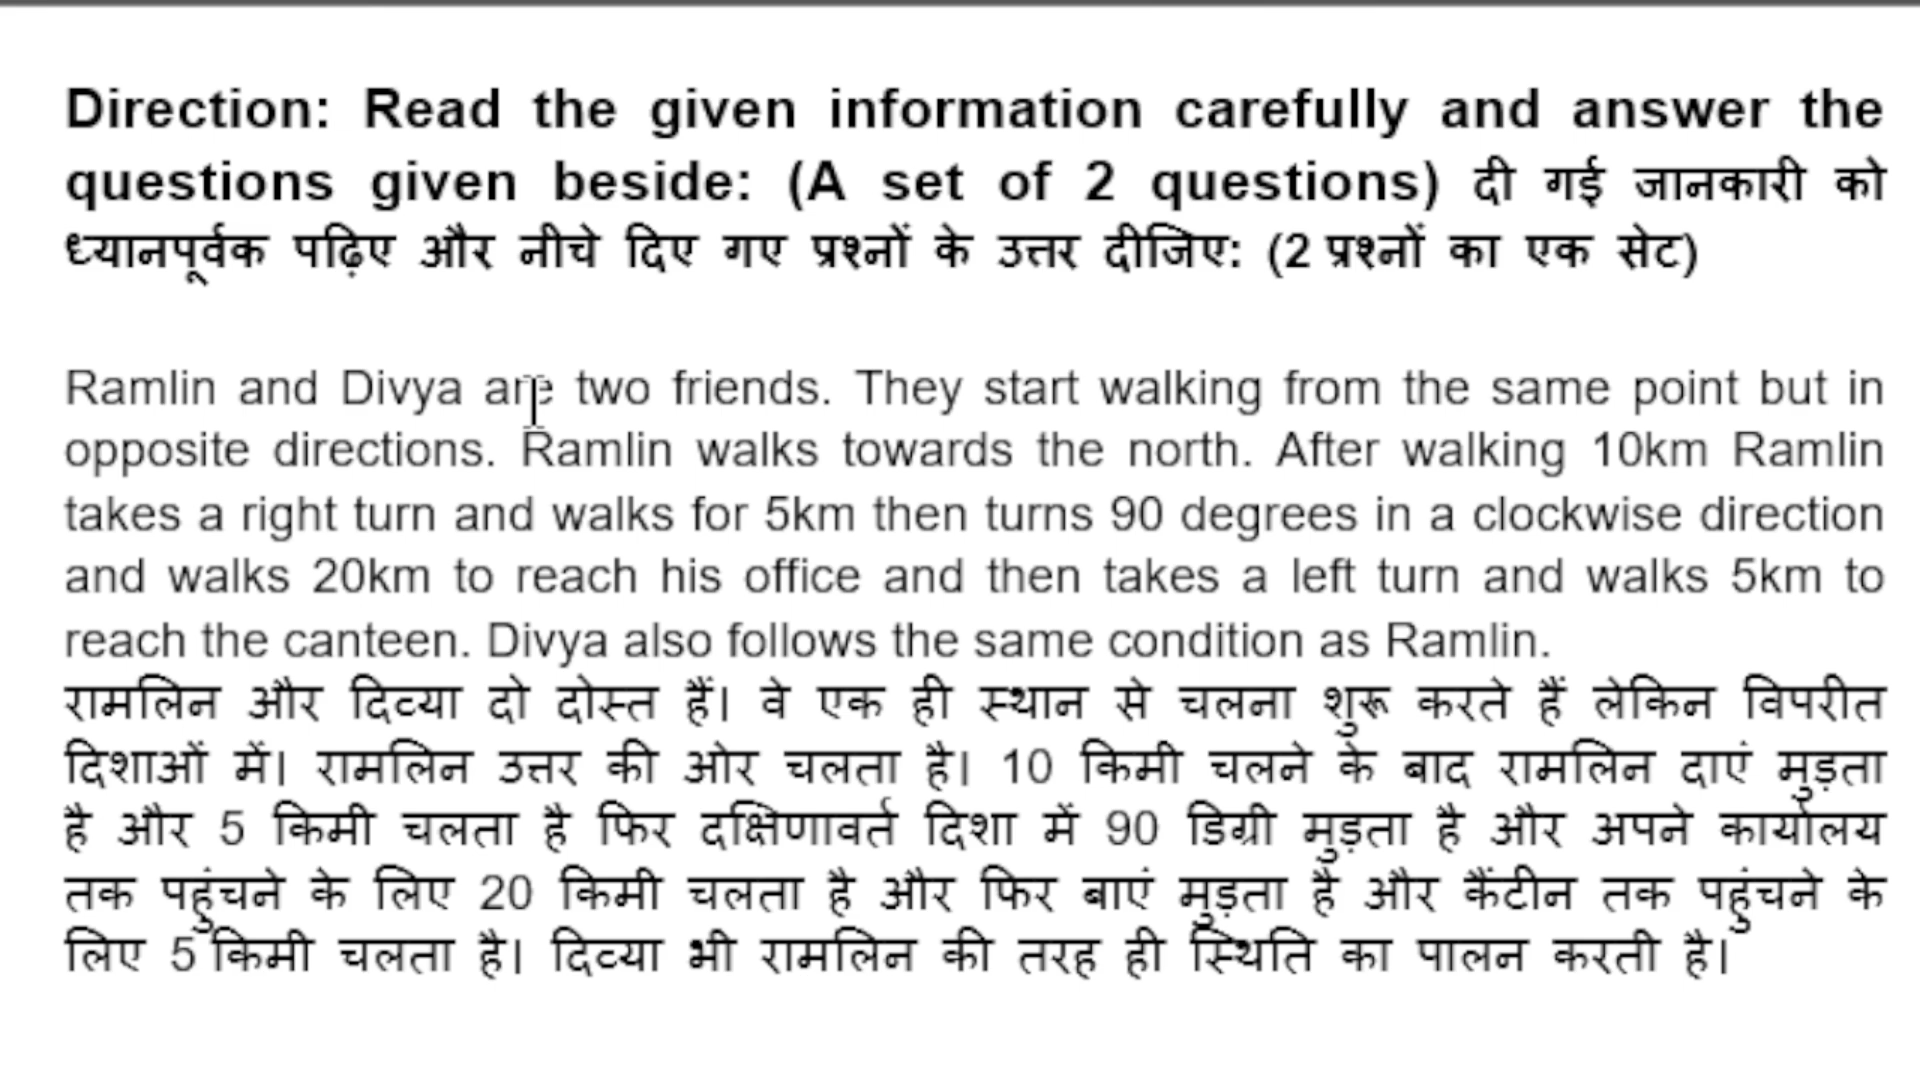 Direction: Read the given information carefully and answer the
questions given beside: (A set of 2 questions) दी गई जानकारी को
ध्यानपूर्वक पढ़िए और नीचे दिए गए प्रश्नों के उत्तर दीजिए: (2 प्रश्नों का एक सेट)
Ramlin and Divya are two friends. They start walking from the same point but in
opposite directions. Ramlin walks towards the north. After walking 10km Ramlin
takes a right turn and walks for 5km then turns 90 degrees in a clockwise direction
and walks 20km to reach his office and then takes a left turn and walks 5km to
reach the canteen. Divya also follows the same condition as Ramlin.
रामलिन और दिव्या दो दोस्त हैं। वे एक ही स्थान से चलना शुरू करते हैं लेकिन विपरीत
दिशाओं में। रामलिन उत्तर की ओर चलता है। 10 किमी चलने के बाद रामलिन दाएं मुड़ता
है और 5 किमी चलता है फिर दक्षिणावर्त दिशा में 90 डिग्री मुड़ता है और अपने कार्यालय
तक पहुंचने के लिए 20 किमी चलता है और फिर बाएं मुड़ता है और कैंटीन तक पहुंचने के
लिए 5 किमी चलता है। दिव्या भी रामलिन की तरह ही स्थिति का पालन करती है।